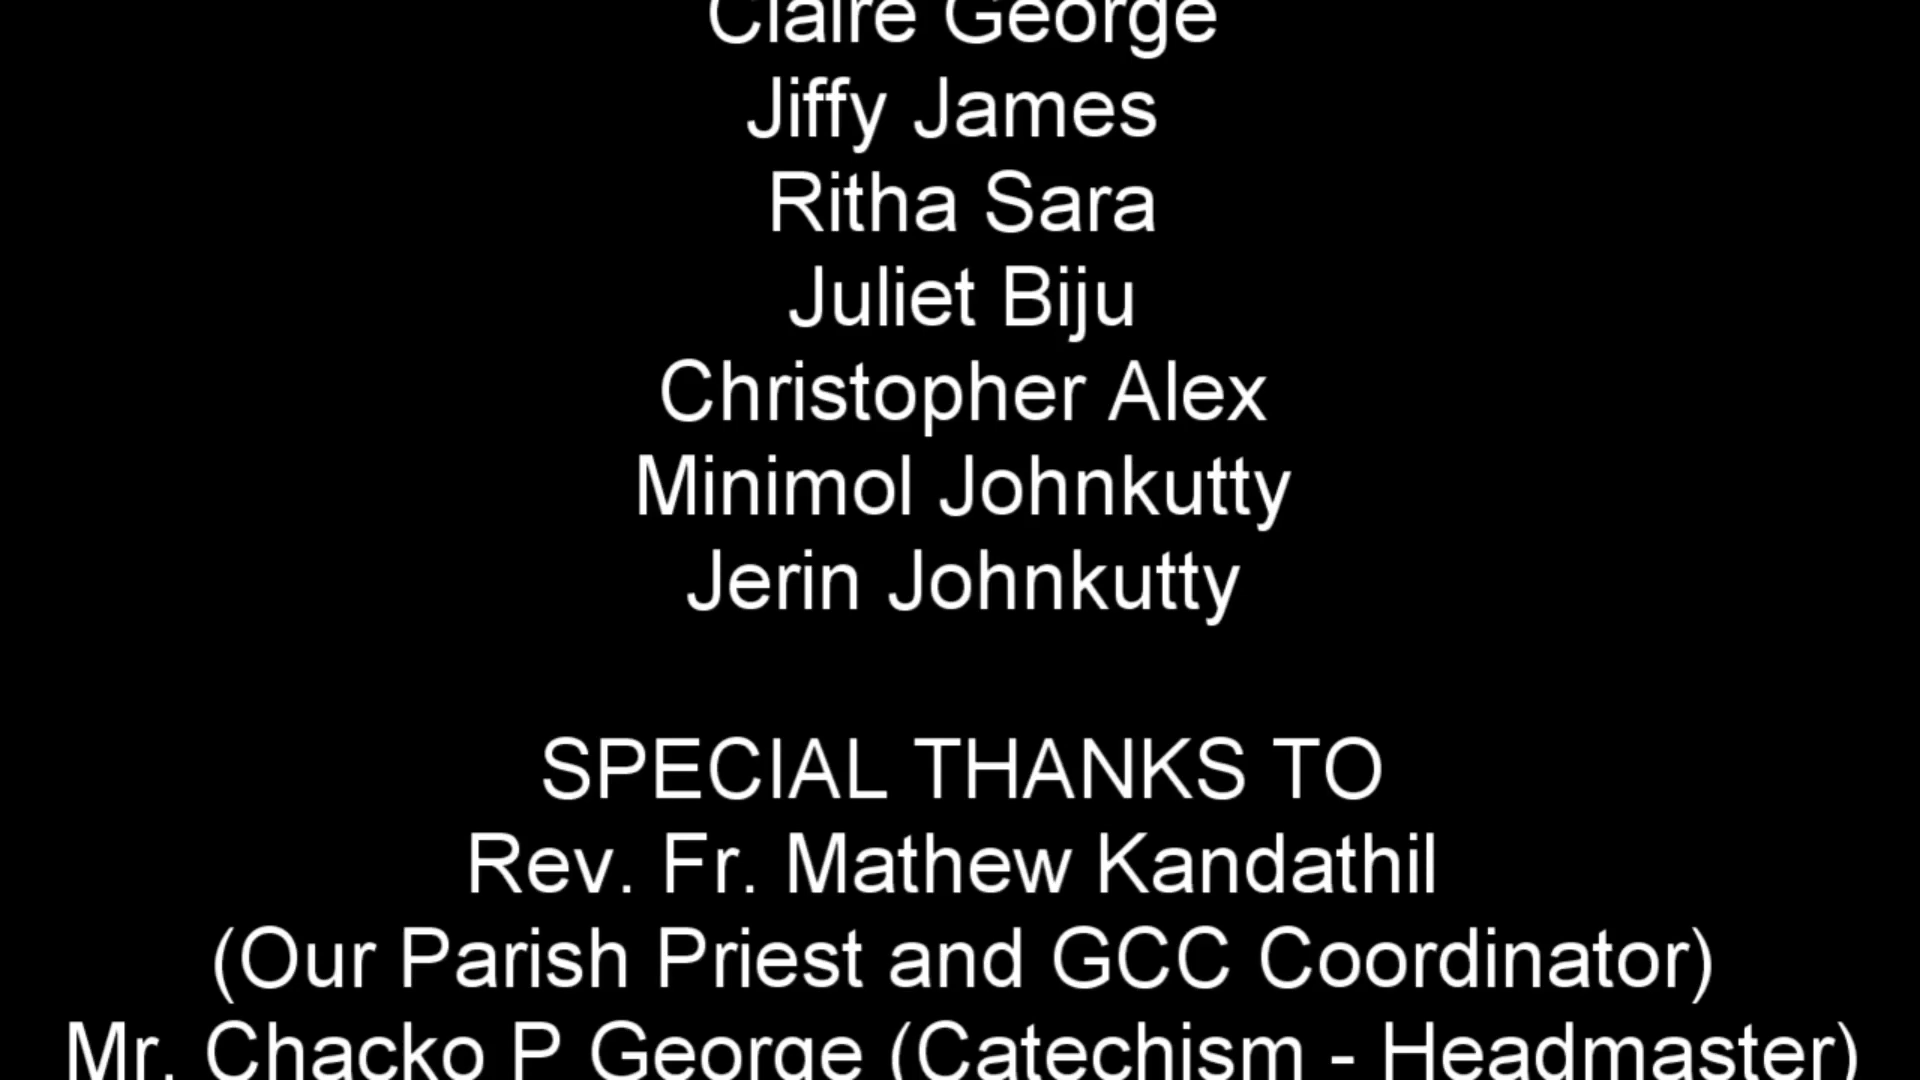 Claire George
Jiffy James
Ritha Sara
Juliet Biju
Christopher Alex
Minimol Johnkutty
Jerin Johnkutty
SPECIAL THANKS TO
Rev. Fr. Mathew Kandathil
(Our Parish Priest and GCC Coordinator)
Mr. Chacko P George (Catechism - Headmaster)